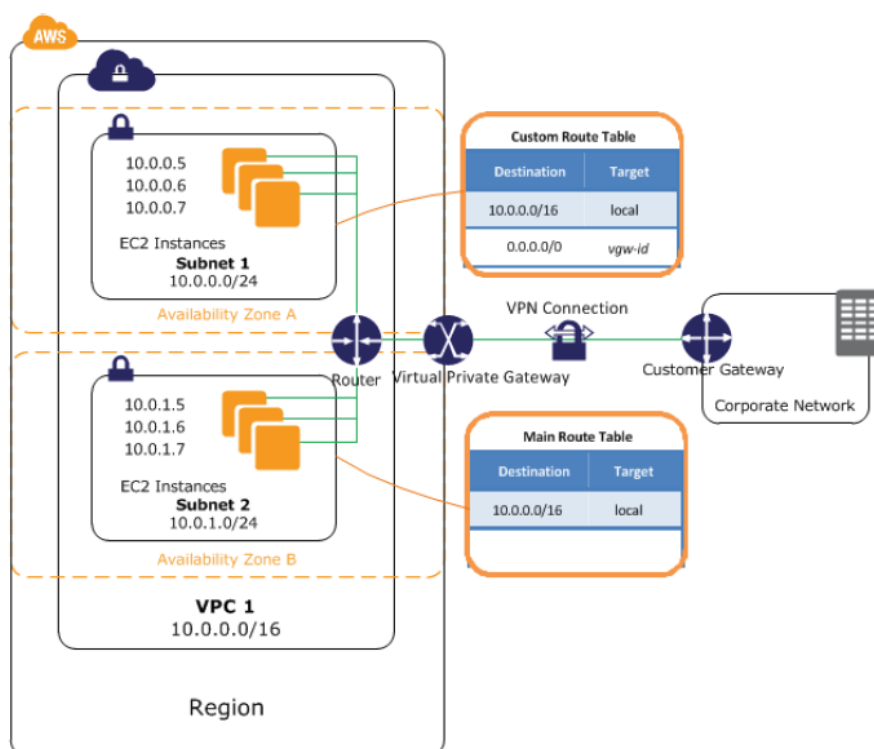 AWS
10.0.0.5
10.0.0.6
10.0.0.7
EC2 Instances
Subnet 1
10.0.0.0/24
Availability Zone A
Custom Route Table
Destination Target
10.0.0.0/16 local
0.0.0.0/0 vgw-id
VPN Connection
Router
Virtual Private Gateway
Customer Gateway
Corporate Network
10.0.1.5
10.0.1.6
10.0.1.7
EC2 Instances
Subnet 2
10.0.1.0/24
Availability Zone B
Main Route Table
Destination Target
10.0.0.0/16 local
VPC 1
10.0.0.0/16
Region